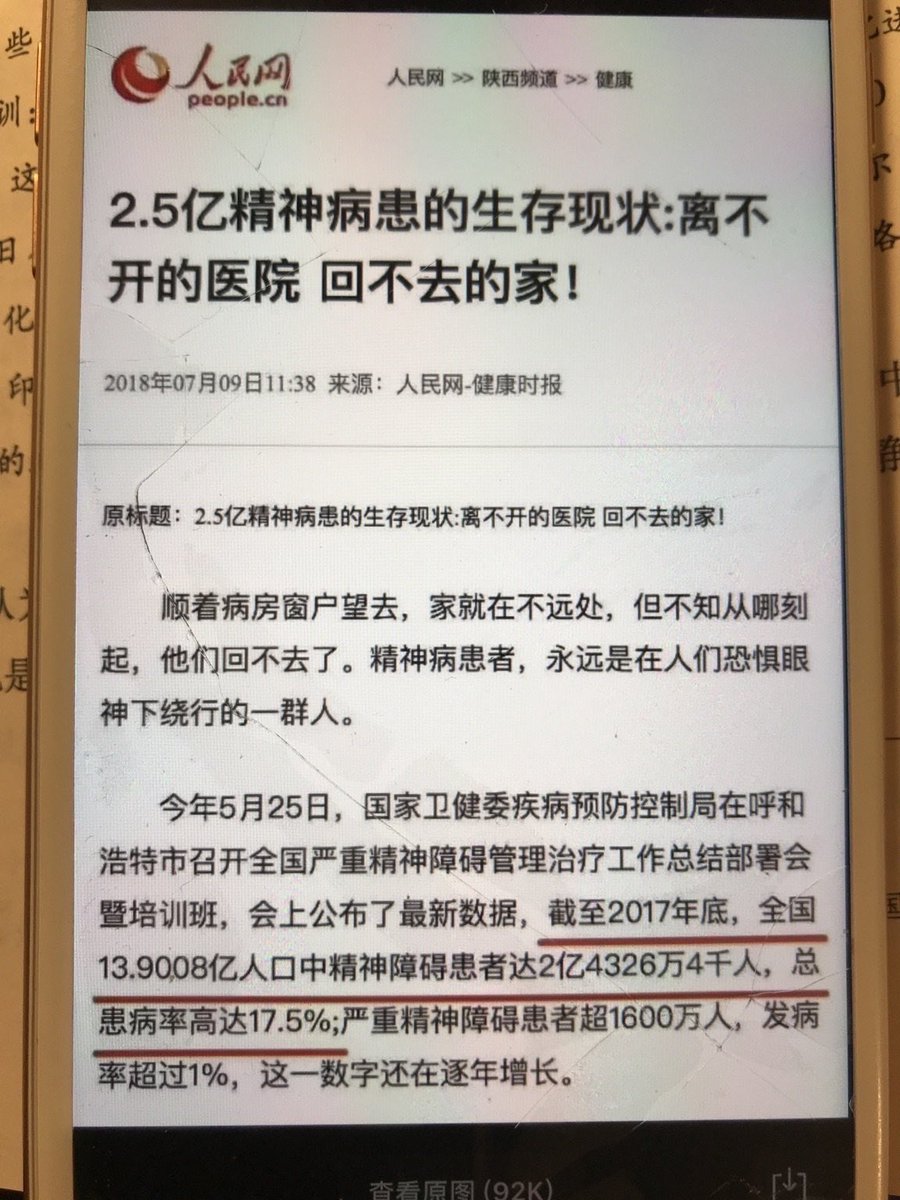 人民网
people.cn
人民网 >> 陕西频道 >> 健康
2.5亿精神病患的生存现状:离不
开的医院 回不去的家!
2018年07月09日11:38 来源：人民网-健康时报
原标题：2.5亿精神病患的生存现状:离不开的医院 回不去的家!
顺着病房窗户望去，家就在不远处，但不知从哪刻
起，他们回不去了。精神病患者，永远是在人们恐惧眼
神下绕行的一群人。
今年5月25日，国家卫健委疾病预防控制局在呼和
浩特市召开全国严重精神障碍管理治疗工作总结部署会
暨培训班，会上公布了最新数据，截至2017年底，全国
13.9008亿人口中精神障碍患者达2亿4326万4千人，总
患病率高达17.5%;严重精神障碍患者超1600万人，发病
率超过1%，这一数字还在逐年增长。
查看原图 (92K)
些
训：
这
日
化
印
的
是
各
中